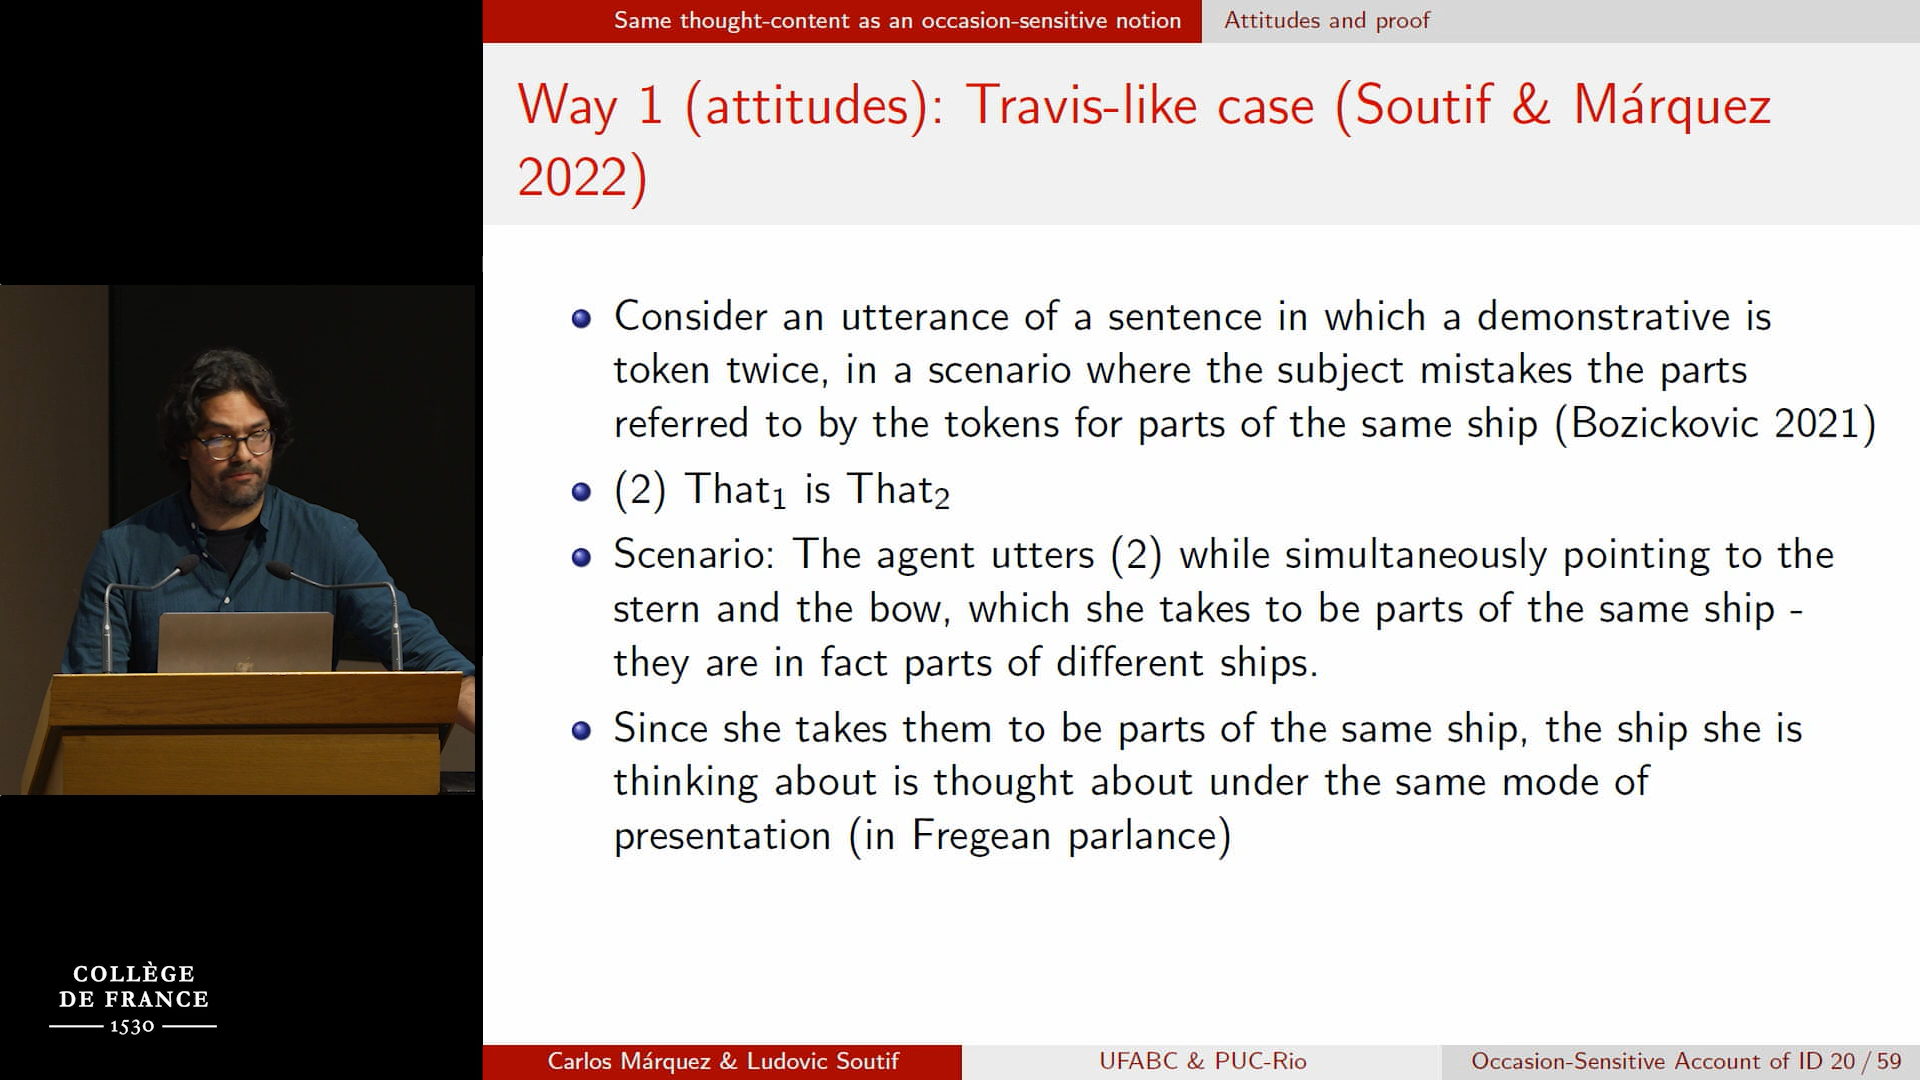 Same thought-content as an occasion-sensitive notion
Attitudes and proof
Way 1 (attitudes): Travis-like case (Soutif & Márquez
2022)
Consider an utterance of a sentence in which a demonstrative is
token twice, in a scenario where the subject mistakes the parts
referred to by the tokens for parts of the same ship (Bozickovic 2021)
(2) That₁ is That₂
Scenario: The agent utters (2) while simultaneously pointing to the
stern and the bow, which she takes to be parts of the same ship -
they are in fact parts of different ships.
Since she takes them to be parts of the same ship, the ship she is
thinking about is thought about under the same mode of
presentation (in Fregean parlance)
COLLÈGE
DE FRANCE
1530
Carlos Márquez & Ludovic Soutif
UFABC & PUC-Rio
Occasion-Sensitive Account of ID 20 / 59